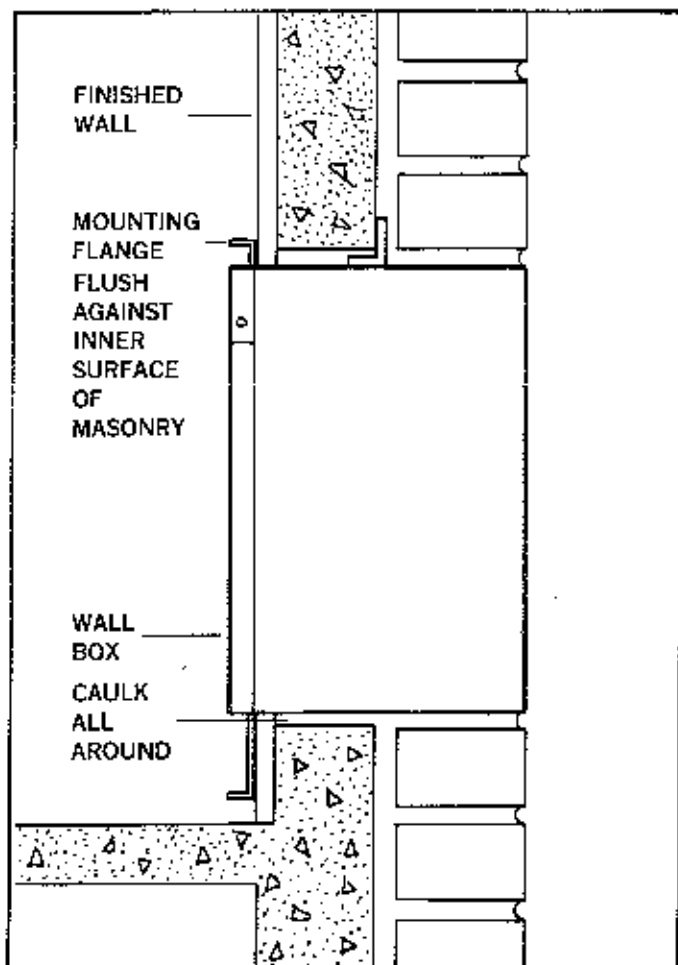 FINISHED
WALL
MOUNTING
FLANGE
FLUSH
AGAINST
INNER
SURFACE
OF
MASONRY
WALL
BOX
CAULK
ALL
AROUND